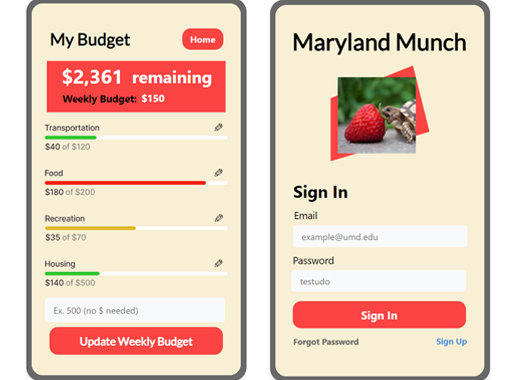 My Budget
Home
$2,361 remaining
Weekly Budget: $150
Transportation
$40 of $120
Food
$180 of $200
Recreation
$35 of $70
Housing
$140 of $500
Ex. 500 (no $ needed)
Update Weekly Budget
Maryland Munch
Sign In
Email
example@umd.edu
Password
testudo
Sign In
Forgot Password
Sign Up